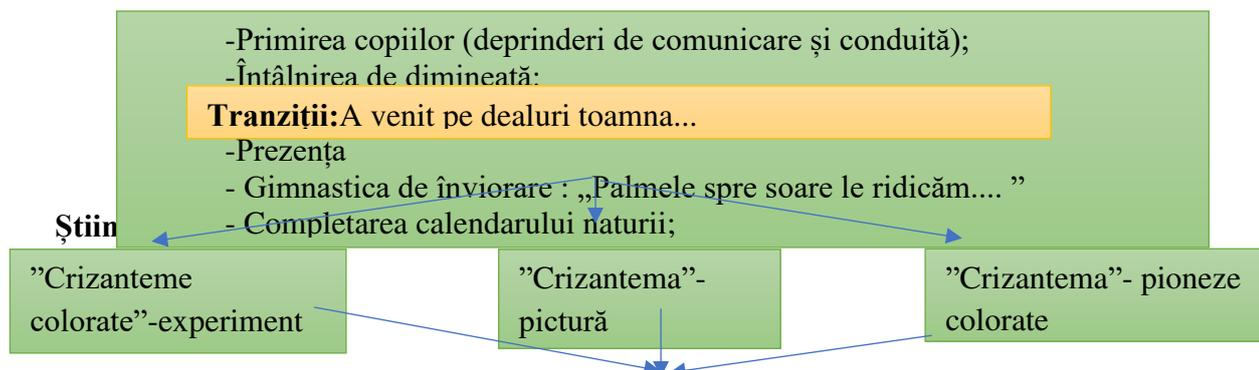 -Primirea copiilor (deprinderi de comunicare și conduită);
-Întâlnirea de dimineață:
Tranziții:A venit pe dealuri toamna...
-Prezența
- Gimnastica de înviorare : „Palmele spre soare le ridicăm.... ”
- Completarea calendarului naturii;
Știin
”Crizanteme
colorate”-experiment
”Crizantema”-
pictură
”Crizantema”- pioneze
colorate